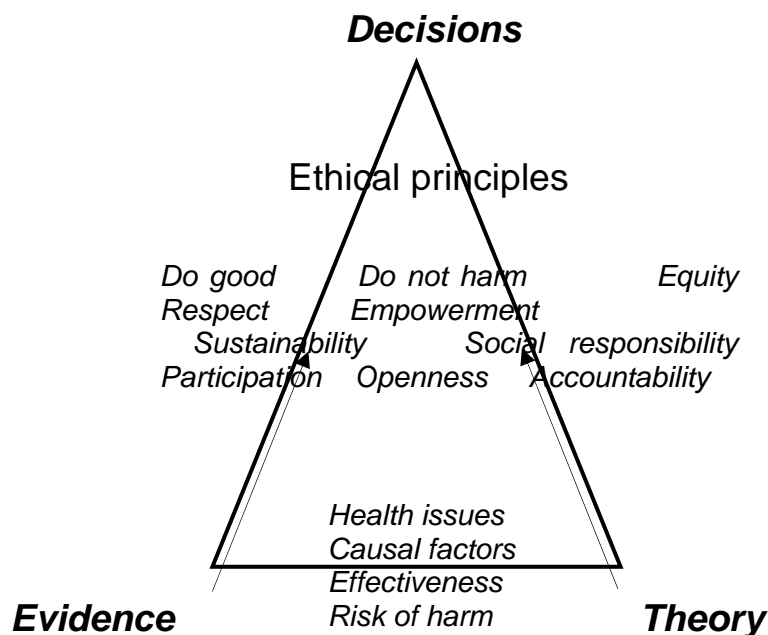 Decisions
Ethical principles
Do good Do not harm Equity
Respect Empowerment
Sustainability Social responsibility
Participation Openness Accountability
Health issues
Causal factors
Effectiveness
Evidence Risk of harm Theory